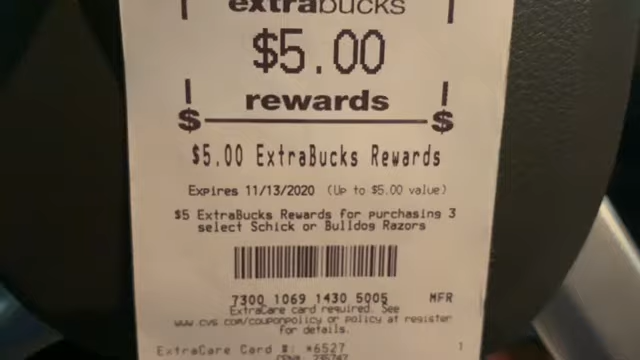 extrabucks
$5.00
rewards
$ $
$5.00 ExtraBucks Rewards
Expires 11/13/2020 (Up to $5.00 value)
$5 ExtraBucks Rewards for purchasing 3
select Schick or Bulldog Razors
7300 1069 1430 5005 MFR
ExtraCare card required. See
www.cvs.com/couponpolicy or policy at register
for details.
ExtraCare Card #: *6527 1